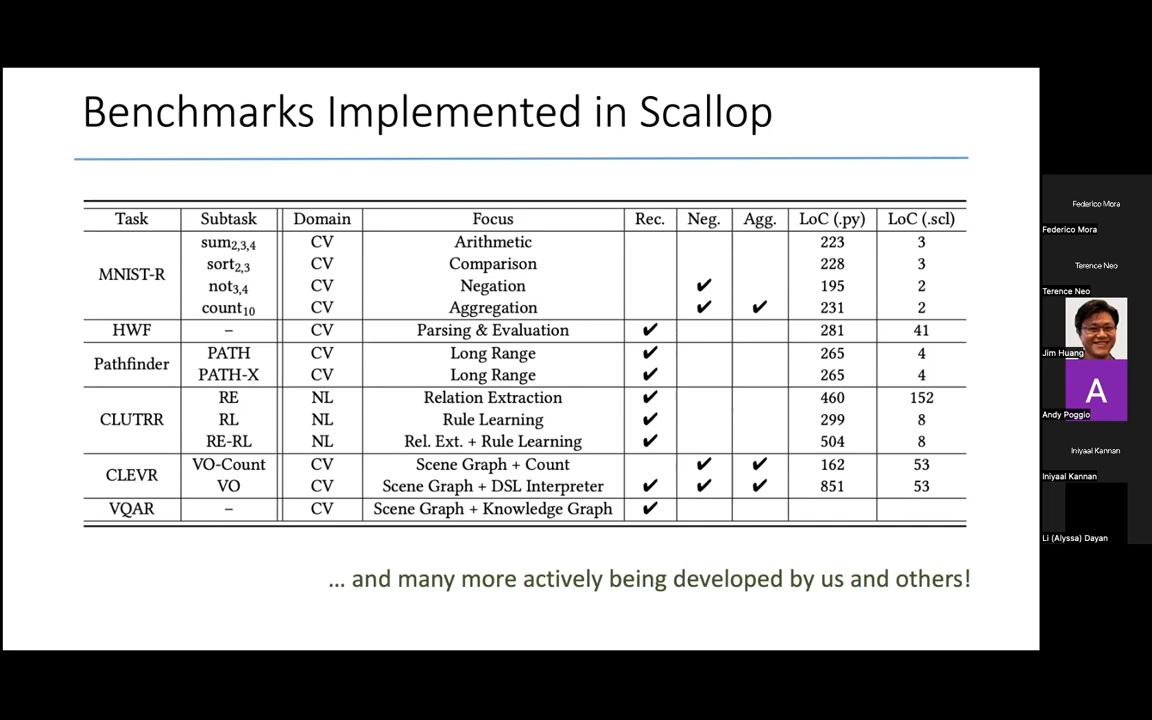 Benchmarks Implemented in Scallop
Task Subtask Domain Focus Rec. Neg. Agg. LoC (.py) LoC (.scl)
MNIST-R
sum2,3,4 CV Arithmetic 223 3
sort2,3 CV Comparison 228 3
not3,4 CV Negation ✔ 195 2
count10 CV Aggregation ✔ ✔ 231 2
HWF – CV Parsing & Evaluation ✔ 281 41
Pathfinder
PATH CV Long Range ✔ 265 4
PATH-X CV Long Range ✔ 265 4
CLUTRR
RE NL Relation Extraction ✔ 460 152
RL NL Rule Learning ✔ 299 8
RE-RL NL Rel. Ext. + Rule Learning ✔ 504 8
CLEVR
VO-Count CV Scene Graph + Count ✔ ✔ 162 53
VO CV Scene Graph + DSL Interpreter ✔ ✔ ✔ 851 53
VQAR – CV Scene Graph + Knowledge Graph ✔
... and many more actively being developed by us and others!
Federico Mora
Federico Mora
Terence Neo
Terence Neo
Jim Huang
A
Andy Poggio
Iniyaal Kannan
Iniyaal Kannan
Li (Alyssa) Dayan